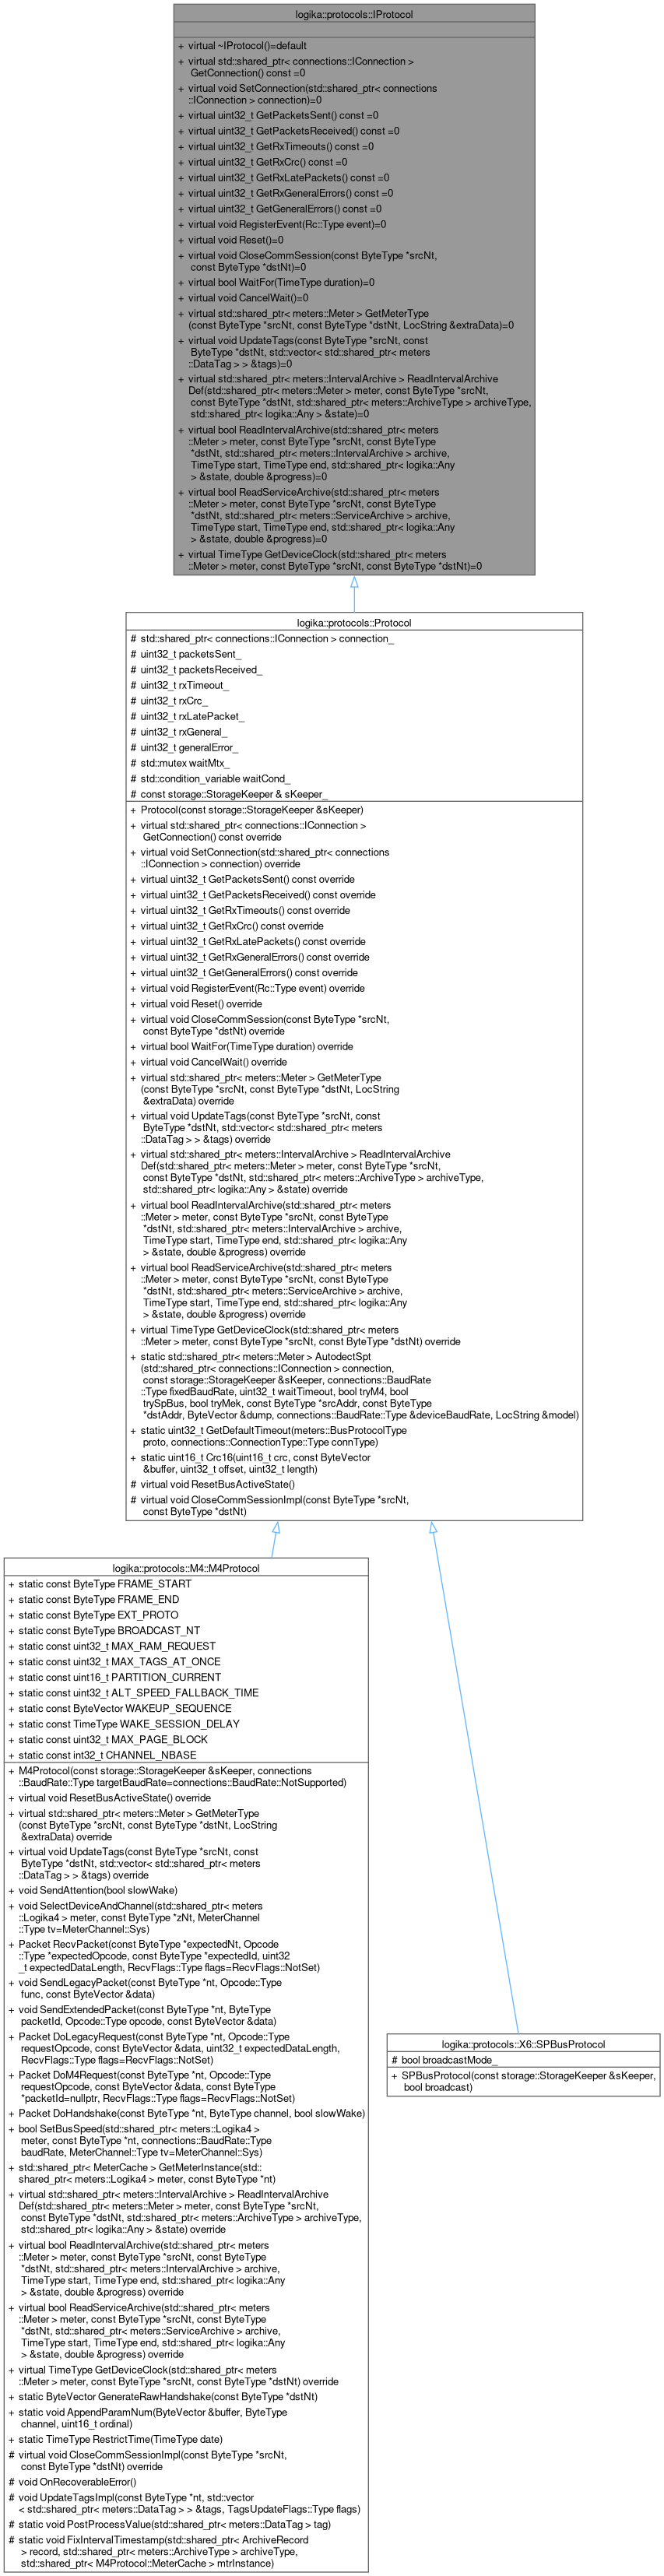 logika::protocols::IProtocol
+ virtual ~IProtocol()=default
+ virtual std::shared_ptr< connections::IConnection >
GetConnection() const =0
+ virtual void SetConnection(std::shared_ptr< connections
::IConnection > connection)=0
+ virtual uint32_t GetPacketsSent() const =0
+ virtual uint32_t GetPacketsReceived() const =0
+ virtual uint32_t GetRxTimeouts() const =0
+ virtual uint32_t GetRxCrc() const =0
+ virtual uint32_t GetRxLatePackets() const =0
+ virtual uint32_t GetRxGeneralErrors() const =0
+ virtual uint32_t GetGeneralErrors() const =0
+ virtual void RegisterEvent(Rc::Type event)=0
+ virtual void Reset()=0
+ virtual void CloseCommSession(const ByteType *srcNt,
const ByteType *dstNt)=0
+ virtual bool WaitFor(TimeType duration)=0
+ virtual void CancelWait()=0
+ virtual std::shared_ptr< meters::Meter > GetMeterType
(const ByteType *srcNt, const ByteType *dstNt, LocString &extraData)=0
+ virtual void UpdateTags(const ByteType *srcNt, const
ByteType *dstNt, std::vector< std::shared_ptr< meters
::DataTag > > &tags)=0
+ virtual std::shared_ptr< meters::IntervalArchive > ReadIntervalArchive
Def(std::shared_ptr< meters::Meter > meter, const ByteType *srcNt,
const ByteType *dstNt, std::shared_ptr< meters::ArchiveType > archiveType,
std::shared_ptr< logika::Any > &state)=0
+ virtual bool ReadIntervalArchive(std::shared_ptr< meters
::Meter > meter, const ByteType *srcNt, const ByteType
*dstNt, std::shared_ptr< meters::IntervalArchive > archive,
TimeType start, TimeType end, std::shared_ptr< logika::Any
> &state, double &progress)=0
+ virtual bool ReadServiceArchive(std::shared_ptr< meters
::Meter > meter, const ByteType *srcNt, const ByteType
*dstNt, std::shared_ptr< meters::ServiceArchive > archive,
TimeType start, TimeType end, std::shared_ptr< logika::Any
> &state, double &progress)=0
+ virtual TimeType GetDeviceClock(std::shared_ptr< meters
::Meter > meter, const ByteType *srcNt, const ByteType *dstNt)=0
logika::protocols::Protocol
# std::shared_ptr< connections::IConnection > connection_
# uint32_t packetsSent_
# uint32_t packetsReceived_
# uint32_t rxTimeout_
# uint32_t rxCrc_
# uint32_t rxLatePacket_
# uint32_t rxGeneral_
# uint32_t generalError_
# std::mutex waitMtx_
# std::condition_variable waitCond_
# const storage::StorageKeeper & sKeeper_
+ Protocol(const storage::StorageKeeper &sKeeper)
+ virtual std::shared_ptr< connections::IConnection >
GetConnection() const override
+ virtual void SetConnection(std::shared_ptr< connections
::IConnection > connection) override
+ virtual uint32_t GetPacketsSent() const override
+ virtual uint32_t GetPacketsReceived() const override
+ virtual uint32_t GetRxTimeouts() const override
+ virtual uint32_t GetRxCrc() const override
+ virtual uint32_t GetRxLatePackets() const override
+ virtual uint32_t GetRxGeneralErrors() const override
+ virtual uint32_t GetGeneralErrors() const override
+ virtual void RegisterEvent(Rc::Type event) override
+ virtual void Reset() override
+ virtual void CloseCommSession(const ByteType *srcNt,
const ByteType *dstNt) override
+ virtual bool WaitFor(TimeType duration) override
+ virtual void CancelWait() override
+ virtual std::shared_ptr< meters::Meter > GetMeterType
(const ByteType *srcNt, const ByteType *dstNt, LocString
&extraData) override
+ virtual void UpdateTags(const ByteType *srcNt, const
ByteType *dstNt, std::vector< std::shared_ptr< meters
::DataTag > > &tags) override
+ virtual std::shared_ptr< meters::IntervalArchive > ReadIntervalArchive
Def(std::shared_ptr< meters::Meter > meter, const ByteType *srcNt,
const ByteType *dstNt, std::shared_ptr< meters::ArchiveType > archiveType,
std::shared_ptr< logika::Any > &state) override
+ virtual bool ReadIntervalArchive(std::shared_ptr< meters
::Meter > meter, const ByteType *srcNt, const ByteType
*dstNt, std::shared_ptr< meters::IntervalArchive > archive,
TimeType start, TimeType end, std::shared_ptr< logika::Any
> &state, double &progress) override
+ virtual bool ReadServiceArchive(std::shared_ptr< meters
::Meter > meter, const ByteType *srcNt, const ByteType
*dstNt, std::shared_ptr< meters::ServiceArchive > archive,
TimeType start, TimeType end, std::shared_ptr< logika::Any
> &state, double &progress) override
+ virtual TimeType GetDeviceClock(std::shared_ptr< meters
::Meter > meter, const ByteType *srcNt, const ByteType *dstNt) override
+ static std::shared_ptr< meters::Meter > AutodectSpt
(std::shared_ptr< connections::IConnection > connection,
const storage::StorageKeeper &sKeeper, connections::BaudRate
::Type fixedBaudRate, uint32_t waitTimeout, bool tryM4, bool
trySpBus, bool tryMek, const ByteType *srcAddr, const ByteType
*dstAddr, ByteVector &dump, connections::BaudRate::Type &deviceBaudRate, LocString &model)
+ static uint32_t GetDefaultTimeout(meters::BusProtocolType
proto, connections::ConnectionType::Type connType)
+ static uint16_t Crc16(uint16_t crc, const ByteVector
&buffer, uint32_t offset, uint32_t length)
# virtual void ResetBusActiveState()
# virtual void CloseCommSessionImpl(const ByteType *srcNt,
const ByteType *dstNt)
logika::protocols::M4::M4Protocol
+ static const ByteType FRAME_START
+ static const ByteType FRAME_END
+ static const ByteType EXT_PROTO
+ static const ByteType BROADCAST_NT
+ static const uint32_t MAX_RAM_REQUEST
+ static const uint32_t MAX_TAGS_AT_ONCE
+ static const uint16_t PARTITION_CURRENT
+ static const uint32_t ALT_SPEED_FALLBACK_TIME
+ static const ByteVector WAKEUP_SEQUENCE
+ static const TimeType WAKE_SESSION_DELAY
+ static const uint32_t MAX_PAGE_BLOCK
+ static const int32_t CHANNEL_NBASE
+ M4Protocol(const storage::StorageKeeper &sKeeper, connections
::BaudRate::Type targetBaudRate=connections::BaudRate::NotSupported)
+ virtual void ResetBusActiveState() override
+ virtual std::shared_ptr< meters::Meter > GetMeterType
(const ByteType *srcNt, const ByteType *dstNt, LocString
&extraData) override
+ virtual void UpdateTags(const ByteType *srcNt, const
ByteType *dstNt, std::vector< std::shared_ptr< meters
::DataTag > > &tags) override
+ void SendAttention(bool slowWake)
+ void SelectDeviceAndChannel(std::shared_ptr< meters
::Logika4 > meter, const ByteType *zNt, MeterChannel
::Type tv=MeterChannel::Sys)
+ Packet RecvPacket(const ByteType *expectedNt, Opcode
::Type *expectedOpcode, const ByteType *expectedId, uint32
_t expectedDataLength, RecvFlags::Type flags=RecvFlags::NotSet)
+ void SendLegacyPacket(const ByteType *nt, Opcode::Type
func, const ByteVector &data)
+ void SendExtendedPacket(const ByteType *nt, ByteType
packetId, Opcode::Type opcode, const ByteVector &data)
+ Packet DoLegacyRequest(const ByteType *nt, Opcode::Type
requestOpcode, const ByteVector &data, uint32_t expectedDataLength,
RecvFlags::Type flags=RecvFlags::NotSet)
+ Packet DoM4Request(const ByteType *nt, Opcode::Type
requestOpcode, const ByteVector &data, const ByteType
*packetId=nullptr, RecvFlags::Type flags=RecvFlags::NotSet)
+ Packet DoHandshake(const ByteType *nt, ByteType channel, bool slowWake)
+ bool SetBusSpeed(std::shared_ptr< meters::Logika4 >
meter, const ByteType *nt, connections::BaudRate::Type
baudRate, MeterChannel::Type tv=MeterChannel::Sys)
+ std::shared_ptr< MeterCache > GetMeterInstance(std::
shared_ptr< meters::Logika4 > meter, const ByteType *nt)
+ virtual std::shared_ptr< meters::IntervalArchive > ReadIntervalArchive
Def(std::shared_ptr< meters::Meter > meter, const ByteType *srcNt,
const ByteType *dstNt, std::shared_ptr< meters::ArchiveType > archiveType,
std::shared_ptr< logika::Any > &state) override
+ virtual bool ReadIntervalArchive(std::shared_ptr< meters
::Meter > meter, const ByteType *srcNt, const ByteType
*dstNt, std::shared_ptr< meters::IntervalArchive > archive,
TimeType start, TimeType end, std::shared_ptr< logika::Any
> &state, double &progress) override
+ virtual bool ReadServiceArchive(std::shared_ptr< meters
::Meter > meter, const ByteType *srcNt, const ByteType
*dstNt, std::shared_ptr< meters::ServiceArchive > archive,
TimeType start, TimeType end, std::shared_ptr< logika::Any
> &state, double &progress) override
+ virtual TimeType GetDeviceClock(std::shared_ptr< meters
::Meter > meter, const ByteType *srcNt, const ByteType *dstNt) override
+ static ByteVector GenerateRawHandshake(const ByteType *dstNt)
+ static void AppendParamNum(ByteVector &buffer, ByteType
channel, uint16_t ordinal)
+ static TimeType RestrictTime(TimeType date)
# virtual void CloseCommSessionImpl(const ByteType *srcNt,
const ByteType *dstNt) override
# void OnRecoverableError()
# void UpdateTagsImpl(const ByteType *nt, std::vector
< std::shared_ptr< meters::DataTag > > &tags, TagsUpdateFlags::Type flags)
# static void PostProcessValue(std::shared_ptr< meters::DataTag > tag)
# static void FixIntervalTimestamp(std::shared_ptr< ArchiveRecord
> record, std::shared_ptr< meters::ArchiveType > archiveType,
std::shared_ptr< M4Protocol::MeterCache > mtrInstance)
logika::protocols::X6::SPBusProtocol
# bool broadcastMode_
+ SPBusProtocol(const storage::StorageKeeper &sKeeper,
bool broadcast)